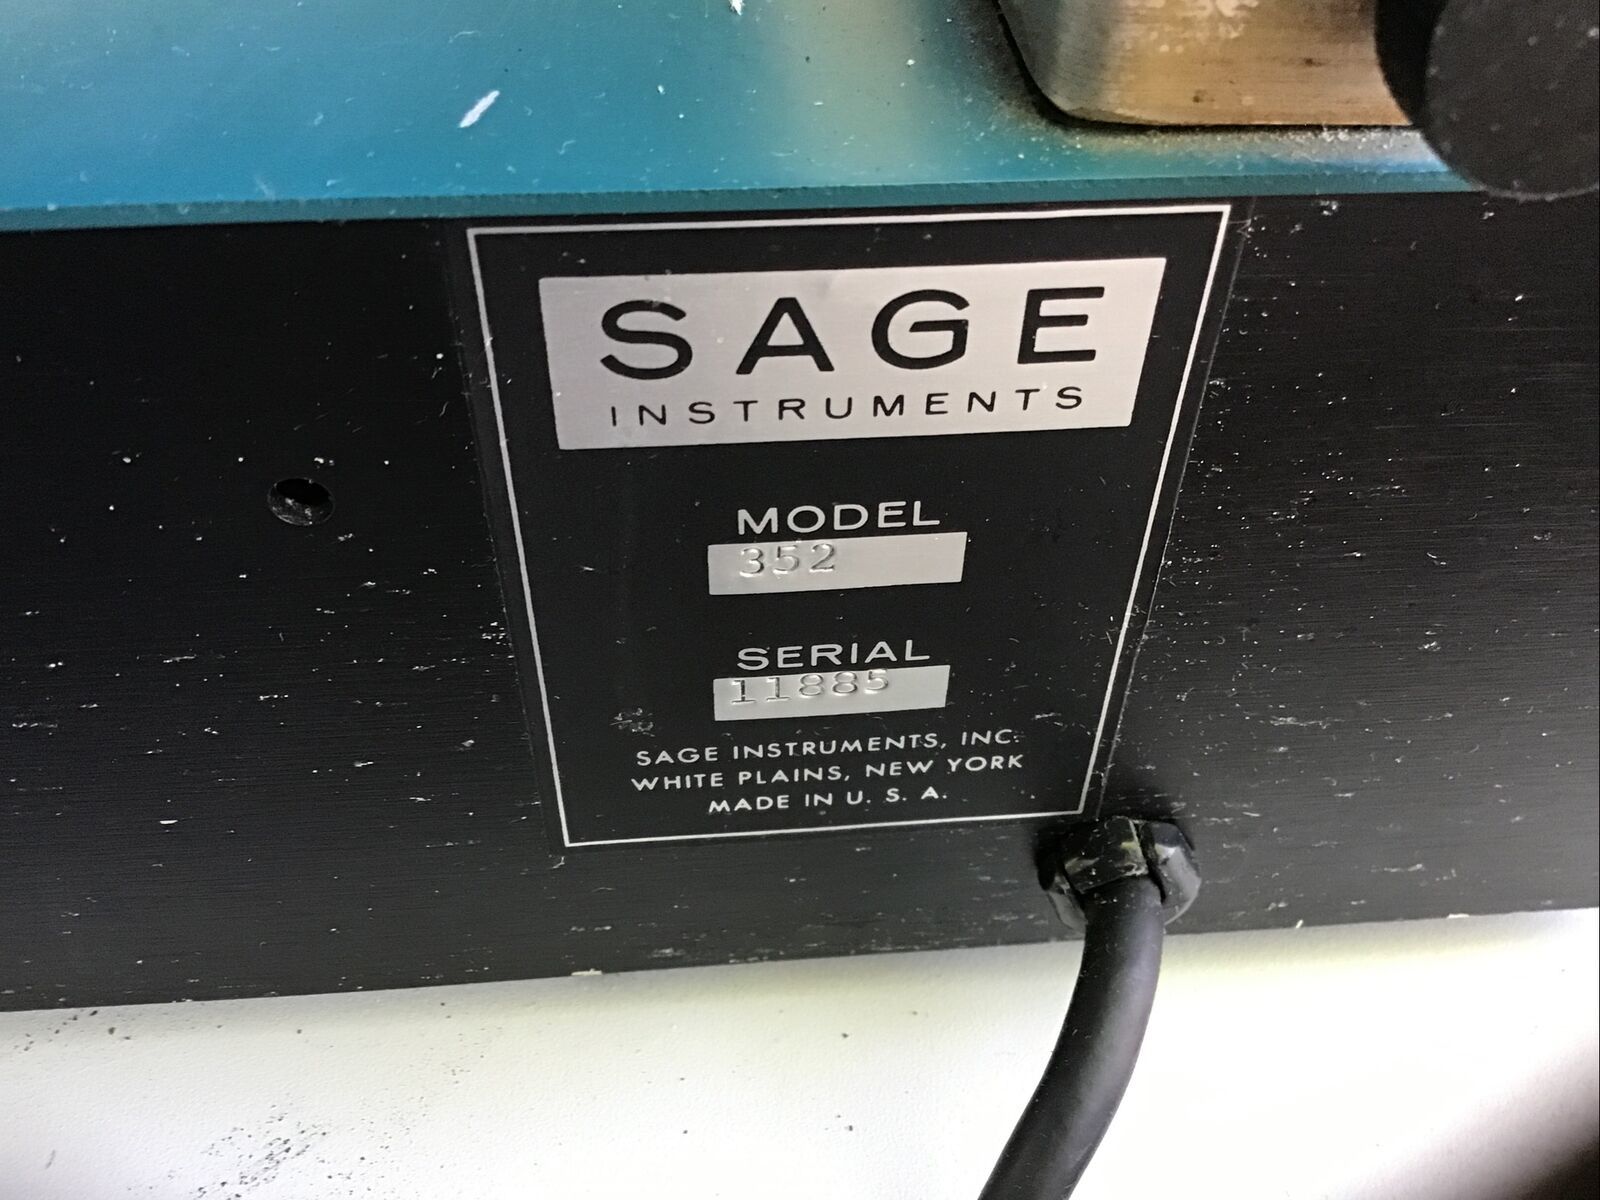 SAGE
INSTRUMENTS
MODEL
352
SERIAL
11885
SAGE INSTRUMENTS, INC.
WHITE PLAINS, NEW YORK
MADE IN U. S. A.